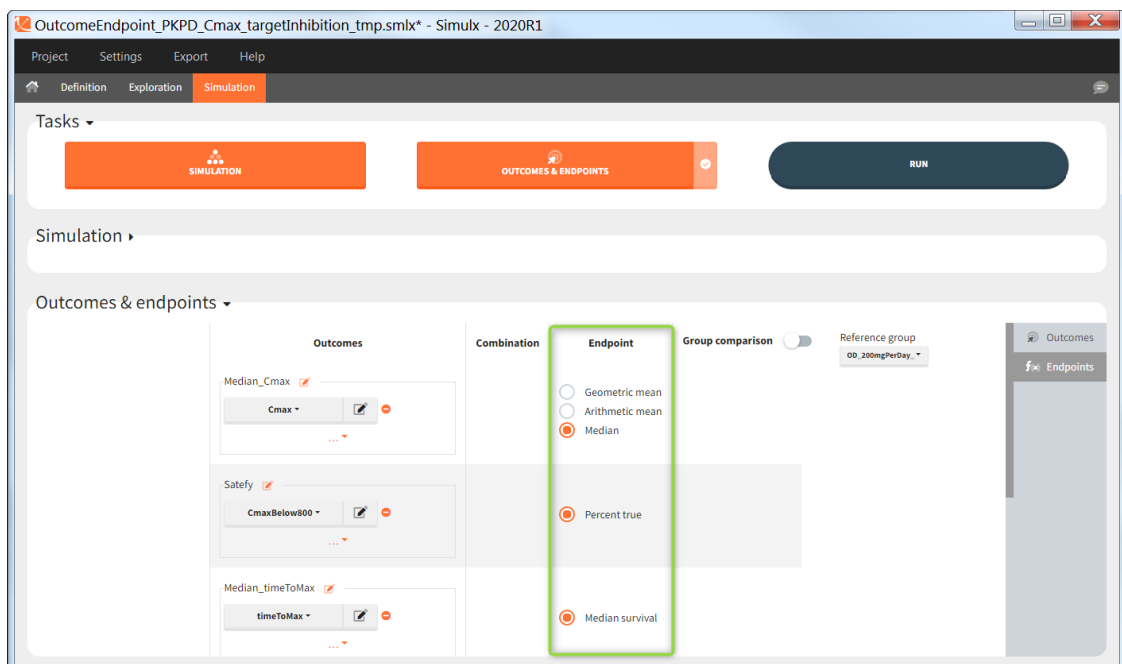 OutcomeEndpoint_PKPD_Cmax_targetInhibition_tmp.smlx* - Simulx - 2020R1
Project Settings Export Help
Definition Exploration Simulation
Tasks
SIMULATION
OUTCOMES & ENDPOINTS
RUN
Simulation
Outcomes & endpoints
Outcomes Combination Endpoint Group comparison Reference group
OD_200mgPerDay_
Outcomes
f(x) Endpoints
Median_Cmax
Cmax
...
Geometric mean
Arithmetic mean
Median
Satefy
CmaxBelow800
...
Percent true
Median_timeToMax
timeToMax
...
Median survival